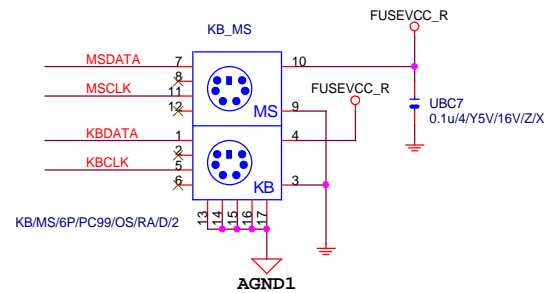 FUSEVCC_R
KB_MS
MSDATA 7 10
8
FUSEVCC_R
MSCLK 11
UBC7
12 9
MS
0.1u/4/Y5V/16V/Z/X
KBDATA 1 4
2
KBCLK 5
6 KB 3
13 14 15 16 17
KB/MS/6P/PC99/OS/RA/D/2
AGND1